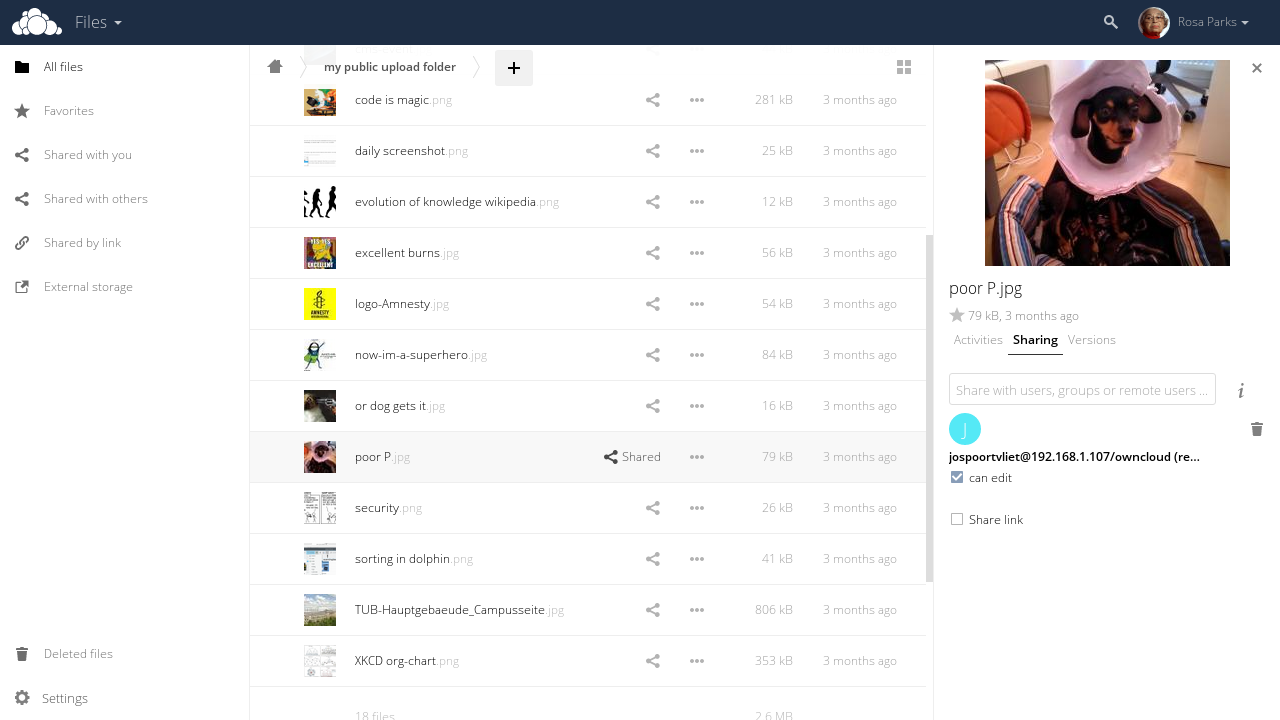 Files
Rosa Parks
All files
Favorites
Shared with you
Shared with others
Shared by link
External storage
Deleted files
Settings
my public upload folder
+
code is magic.png 281 kB 3 months ago
daily screenshot.png 25 kB 3 months ago
evolution of knowledge wikipedia.png 12 kB 3 months ago
excellent burns.jpg 56 kB 3 months ago
logo-Amnesty.jpg 54 kB 3 months ago
now-im-a-superhero.jpg 84 kB 3 months ago
or dog gets it.jpg 16 kB 3 months ago
poor P.jpg Shared 79 kB 3 months ago
security.png 26 kB 3 months ago
sorting in dolphin.png 41 kB 3 months ago
TUB-Hauptgebaeude_Campusseite.jpg 806 kB 3 months ago
XKCD org-chart.png 323 kB 3 months ago
18 files 2.6 MB
poor P.jpg
79 kB, 3 months ago
Activities Sharing Versions
Share with users, groups or remote users ...
J
jospoortvliet@192.168.1.107/owncloud (re...
can edit
Share link